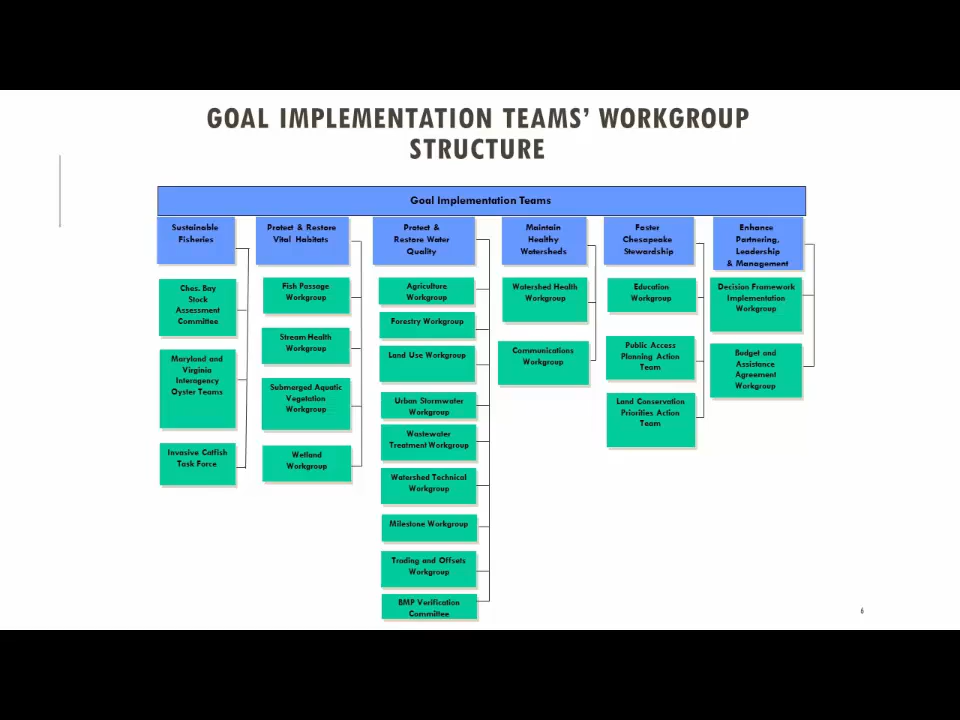 GOAL IMPLEMENTATION TEAMS' WORKGROUP
STRUCTURE
Goal Implementation Teams
Sustainable
Fisheries
Ches. Bay
Stock
Assessment
Committee
Maryland and
Virginia
Interagency
Oyster Teams
Invasive Catfish
Task Force
Protect & Restore
Vital Habitats
Fish Passage
Workgroup
Stream Health
Workgroup
Submerged Aquatic
Vegetation
Workgroup
Wetland
Workgroup
Protect &
Restore Water
Quality
Agriculture
Workgroup
Forestry Workgroup
Land Use Workgroup
Urban Stormwater
Workgroup
Wastewater
Treatment Workgroup
Watershed Technical
Workgroup
Milestone Workgroup
Trading and Offsets
Workgroup
BMP Verification
Committee
Maintain
Healthy
Watersheds
Watershed Health
Workgroup
Communications
Workgroup
Foster
Chesapeake
Stewardship
Education
Workgroup
Public Access
Planning Action
Team
Land Conservation
Priorities Action
Team
Enhance
Partnering,
Leadership
& Management
Decision Framework
Implementation
Workgroup
Budget and
Assistance
Agreement
Workgroup
6